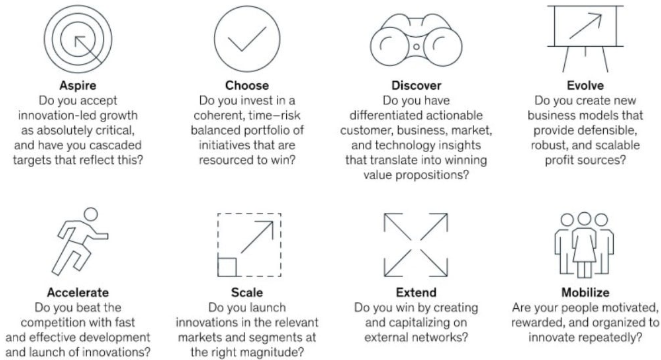 Aspire
Do you accept
innovation-led growth
as absolutely critical,
and have you cascaded
targets that reflect this?
Choose
Do you invest in a
coherent, time–risk
balanced portfolio of
initiatives that are
resourced to win?
Discover
Do you have
differentiated actionable
customer, business, market,
and technology insights
that translate into winning
value propositions?
Evolve
Do you create new
business models that
provide defensible,
robust, and scalable
profit sources?
Accelerate
Do you beat the
competition with fast
and effective development
and launch of innovations?
Scale
Do you launch
innovations in the relevant
markets and segments at
the right magnitude?
Extend
Do you win by creating
and capitalizing on
external networks?
Mobilize
Are your people motivated,
rewarded, and organized to
innovate repeatedly?